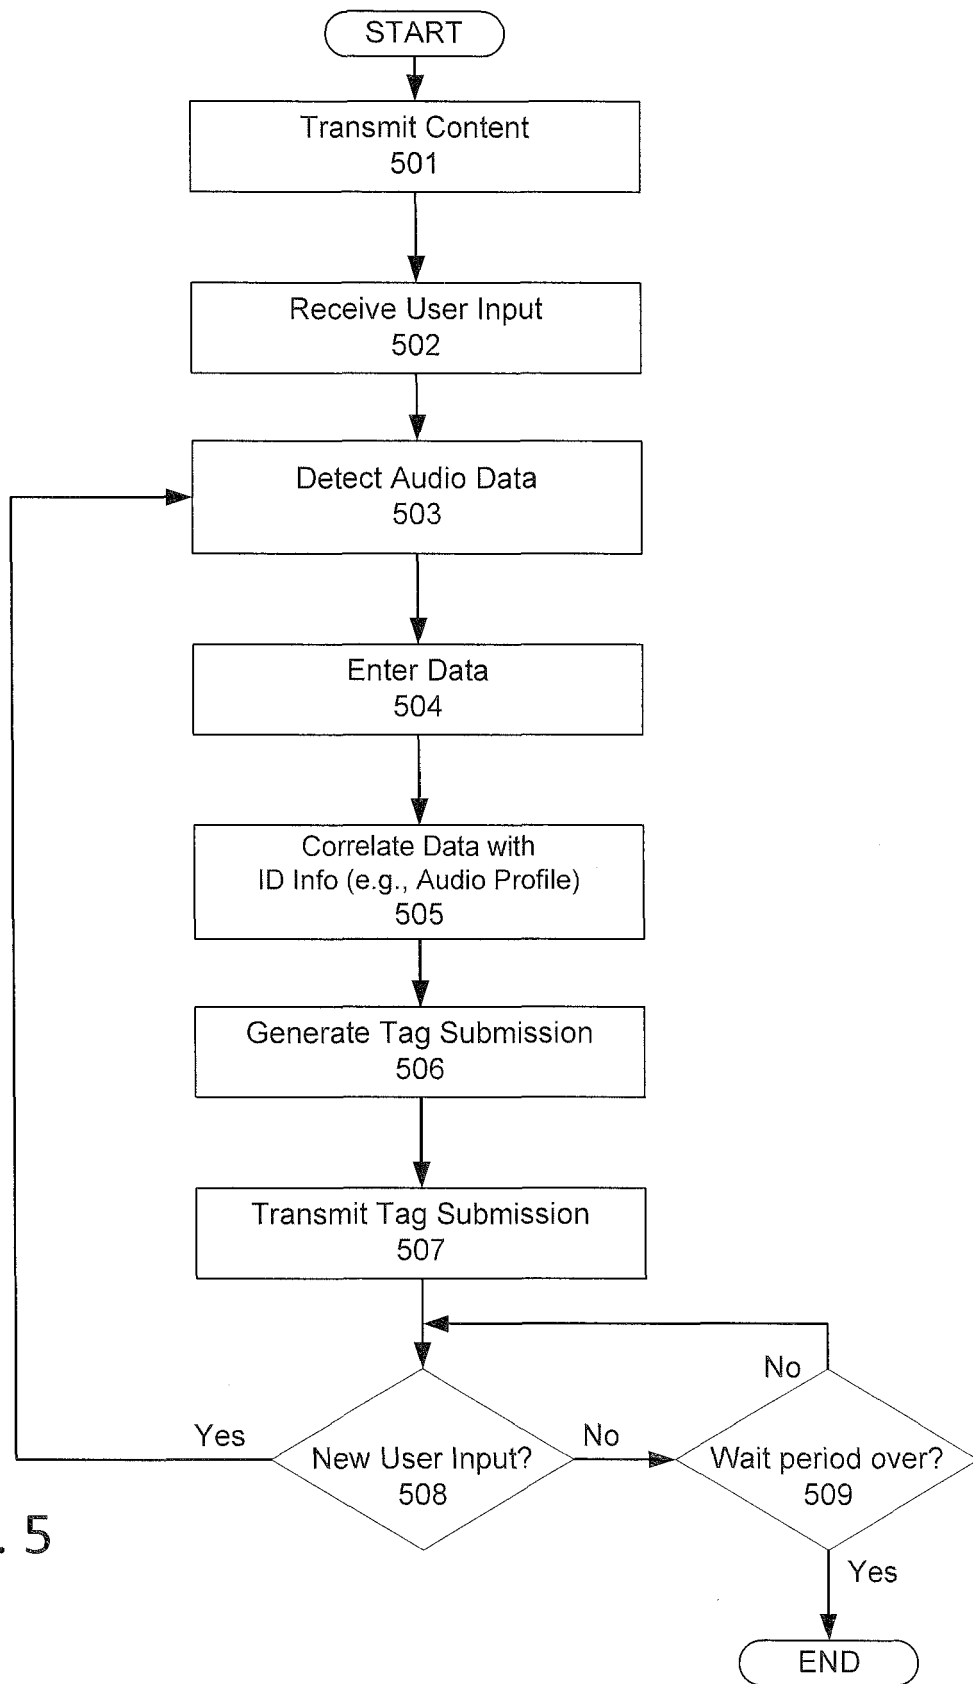 START
Transmit Content
501
Receive User Input
502
Detect Audio Data
503
Enter Data
504
Correlate Data with
ID Info (e.g., Audio Profile)
505
Generate Tag Submission
506
Transmit Tag Submission
507
No
Yes
New User Input?
508
No
Wait period over?
509
. 5
Yes
END